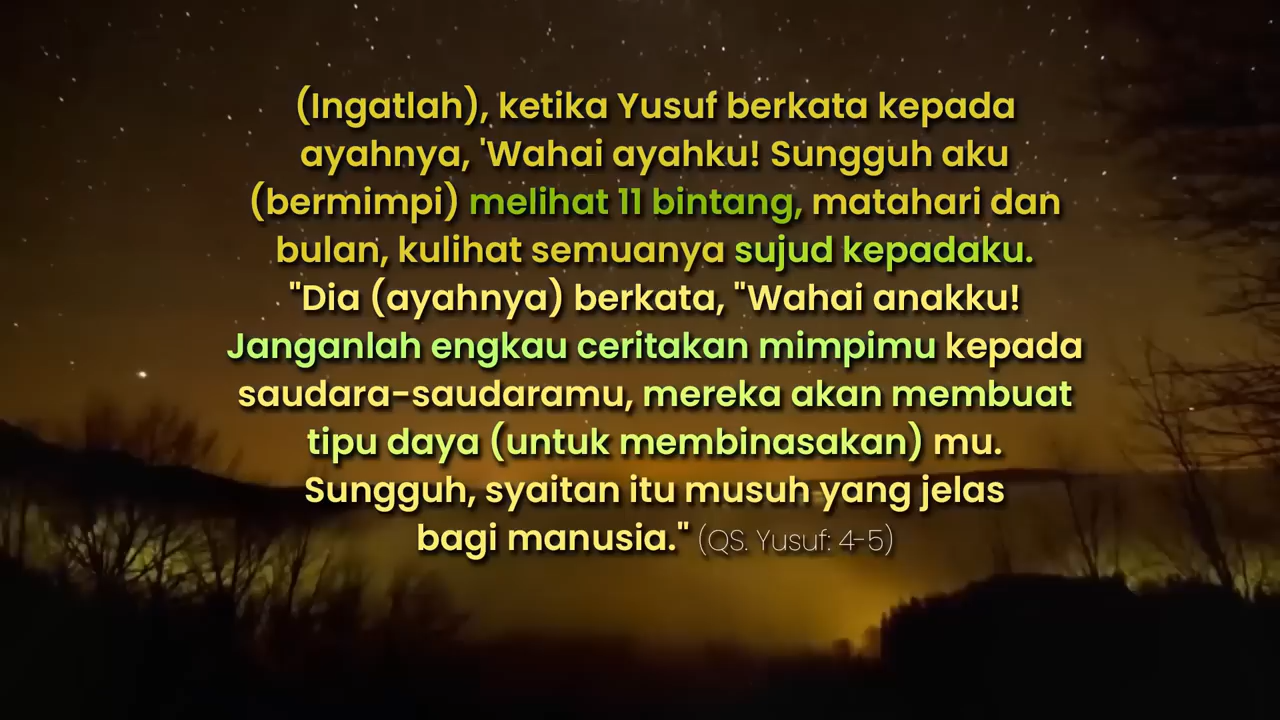 (Ingatlah), ketika Yusuf berkata kepada
ayahnya, 'Wahai ayahku! Sungguh aku
(bermimpi) melihat 11 bintang, matahari dan
bulan, kulihat semuanya sujud kepadaku.
"Dia (ayahnya) berkata, "Wahai anakku!
Janganlah engkau ceritakan mimpimu kepada
saudara-saudaramu, mereka akan membuat
tipu daya (untuk membinasakan) mu.
Sungguh, syaitan itu musuh yang jelas
bagi manusia." (QS. Yusuf: 4-5)